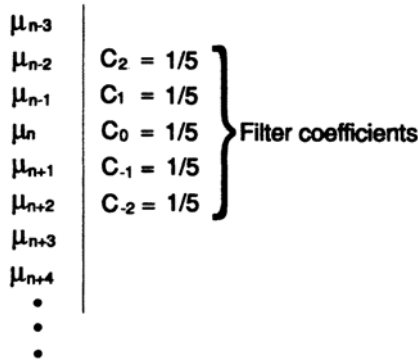 μn-3
μn-2 C2 = 1/5
μn-1 C1 = 1/5
μn C0 = 1/5 Filter coefficients
μn+1 C-1 = 1/5
μn+2 C-2 = 1/5
μn+3
μn+4